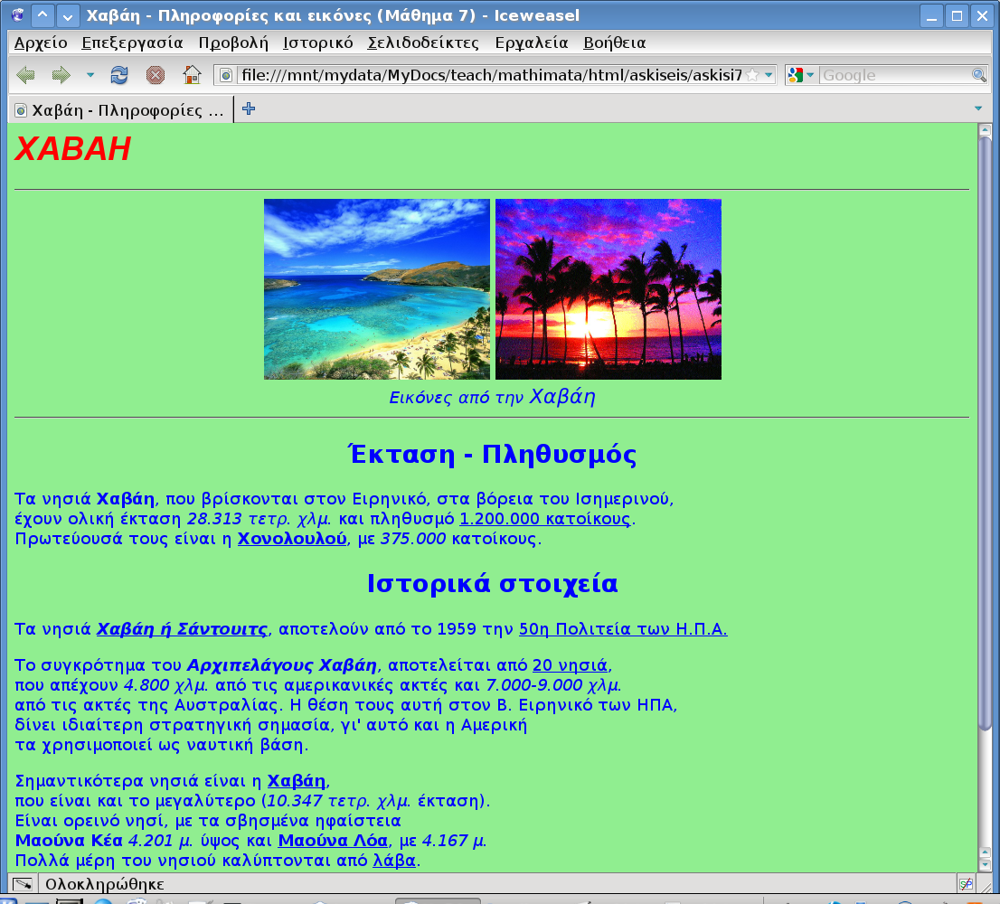 Χαβάη - Πληροφορίες και εικόνες (Μάθημα 7) - Iceweasel
Αρχείο Επεξεργασία Προβολή Ιστορικό Σελιδοδείκτες Εργαλεία Βοήθεια
file:///mnt/mydata/MyDocs/teach/mathimata/html/askiseis/askisi7 Google
Χαβάη - Πληροφορίες ...
ΧΑΒΑΗ
Εικόνες από την Χαβάη
Έκταση - Πληθυσμός
Τα νησιά Χαβάη, που βρίσκονται στον Ειρηνικό, στα βόρεια του Ισημερινού,
έχουν ολική έκταση 28.313 τετρ. χλμ. και πληθυσμό 1.200.000 κατοίκους.
Πρωτεύουσά τους είναι η Χονολουλού, με 375.000 κατοίκους.
Ιστορικά στοιχεία
Τα νησιά Χαβάη ή Σάντουιτς, αποτελούν από το 1959 την 50η Πολιτεία των Η.Π.Α.
Το συγκρότημα του Αρχιπελάγους Χαβάη, αποτελείται από 20 νησιά,
που απέχουν 4.800 χλμ. από τις αμερικανικές ακτές και 7.000-9.000 χλμ.
από τις ακτές της Αυστραλίας. Η θέση τους αυτή στον Β. Ειρηνικό των ΗΠΑ,
δίνει ιδιαίτερη στρατηγική σημασία, γι' αυτό και η Αμερική
τα χρησιμοποιεί ως ναυτική βάση.
Σημαντικότερα νησιά είναι η Χαβάη,
που είναι και το μεγαλύτερο (10.347 τετρ. χλμ. έκταση).
Είναι ορεινό νησί, με τα σβησμένα ηφαίστεια
Μαούνα Κέα 4.201 μ. ύψος και Μαούνα Λόα, με 4.167 μ.
Πολλά μέρη του νησιού καλύπτονται από λάβα.
Ολοκληρώθηκε